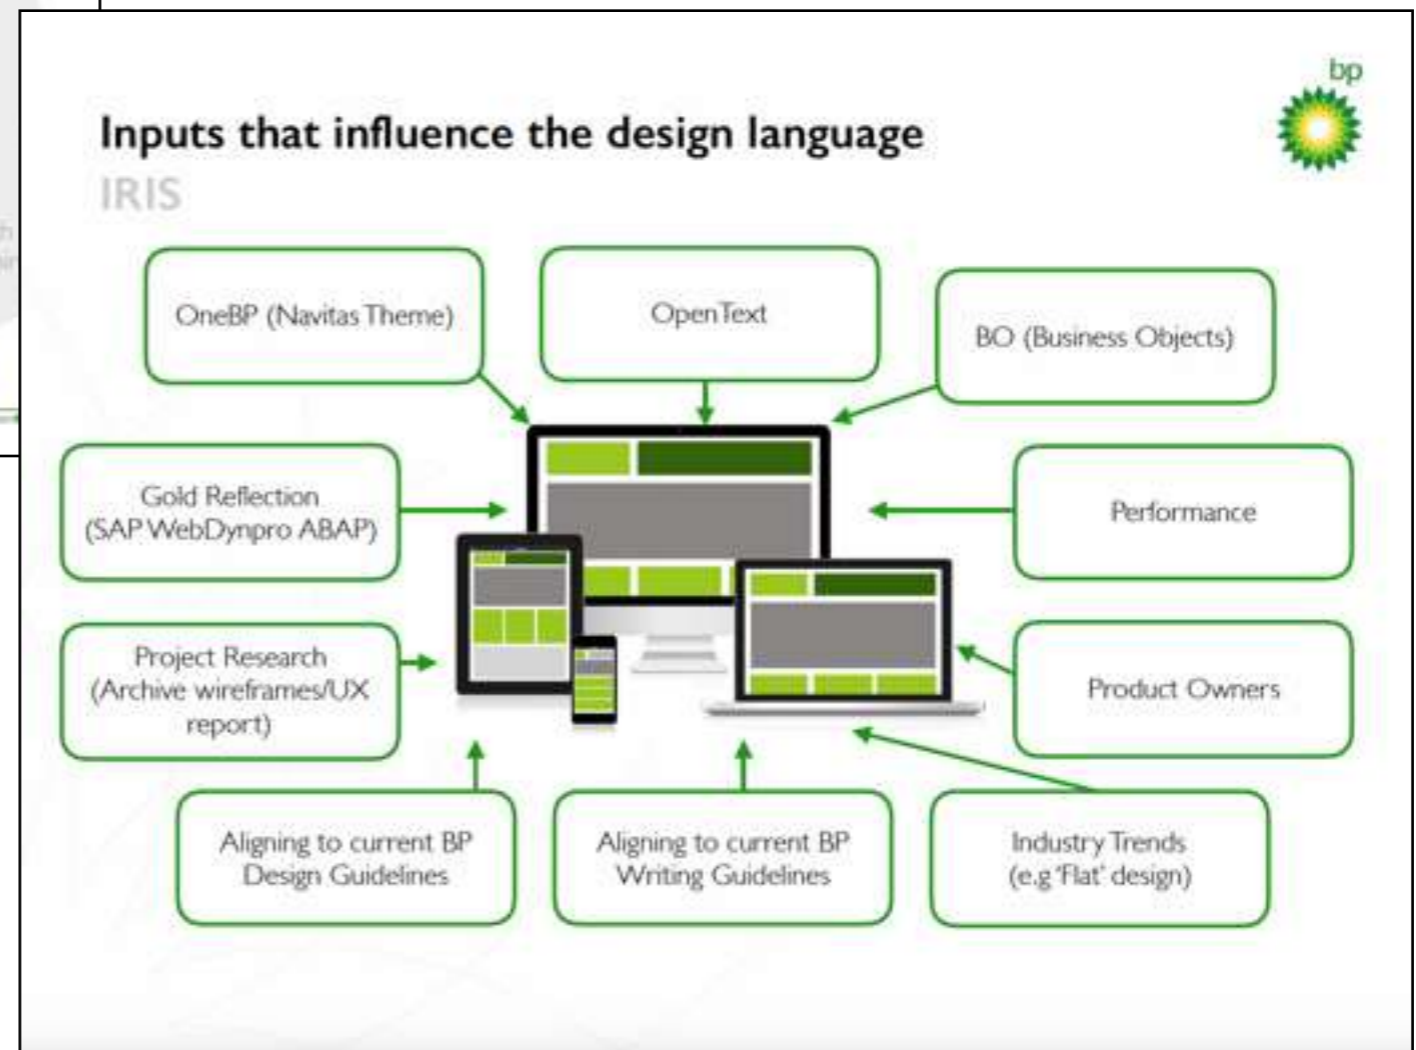 bp
Inputs that influence the design language
IRIS
OneBP (Navitas Theme)
OpenText
BO (Business Objects)
Gold Reflection
(SAP WebDynpro ABAP)
Performance
Project Research
(Archive wireframes/UX
report)
Product Owners
Aligning to current BP
Design Guidelines
Aligning to current BP
Writing Guidelines
Industry Trends
(e.g 'Flat' design)